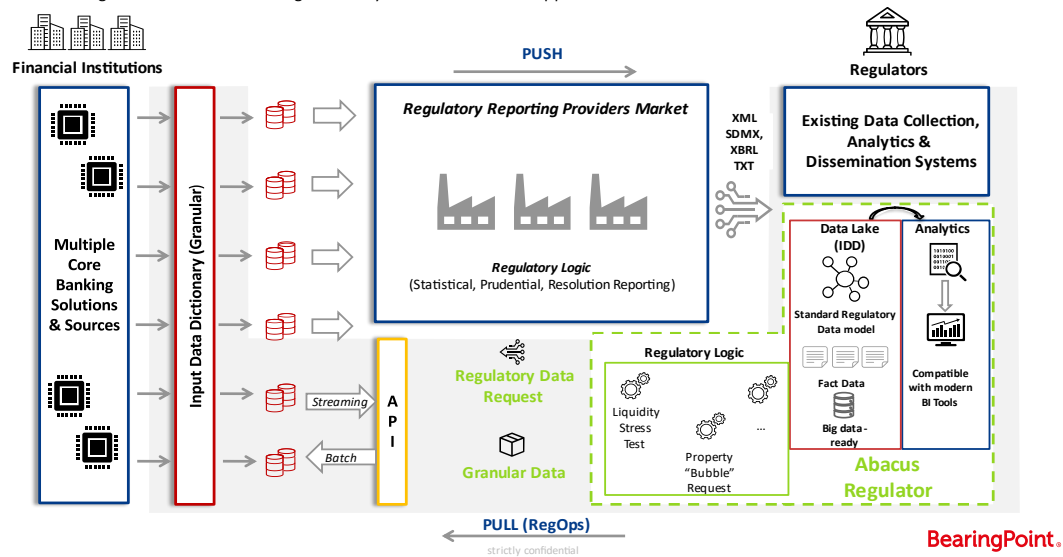 PUSH
Financial Institutions
Regulators
Multiple
Core
Banking
Solutions
& Sources
Input Data Dictionary (Granular)
Regulatory Reporting Providers Market
Regulatory Logic
(Statistical, Prudential, Resolution Reporting)
XML
SDMX,
XBRL
TXT
Existing Data Collection,
Analytics &
Dissemination Systems
Streaming
Batch
A
P
I
Regulatory Data
Request
Granular Data
Regulatory Logic
Liquidity
Stress
Test
Property
“Bubble”
Request
...
Data Lake
(IDD)
Standard Regulatory
Data model
Fact Data
Big data-
ready
Analytics
1010100
0010001
Compatible
with modern
BI Tools
Abacus
Regulator
PULL (RegOps)
strictly confidential
BearingPoint